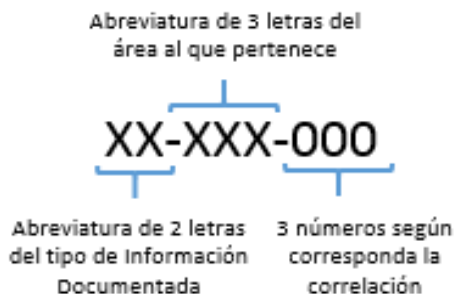 Abreviatura de 3 letras del
área al que pertenece
XX-XXX-000
Abreviatura de 2 letras
del tipo de Información
Documentada
3 números según
corresponda la
correlación